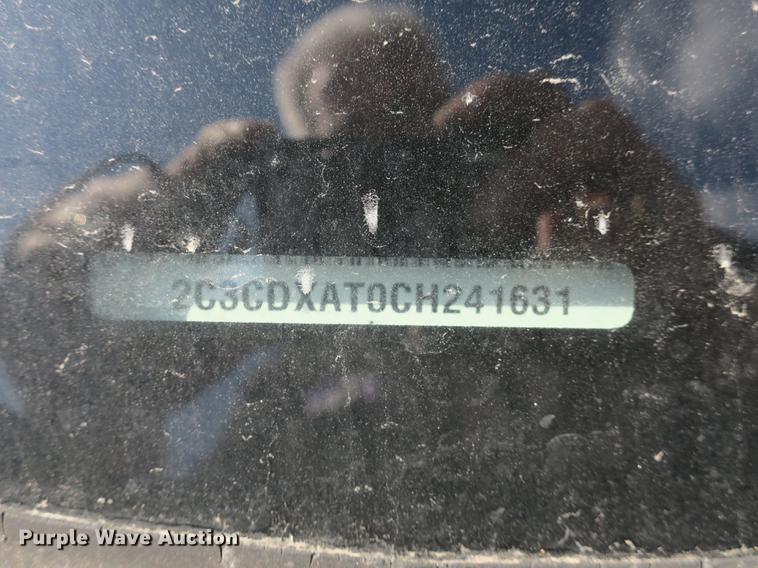 2C3CDXAT0CH241631
Purple Wave Auction